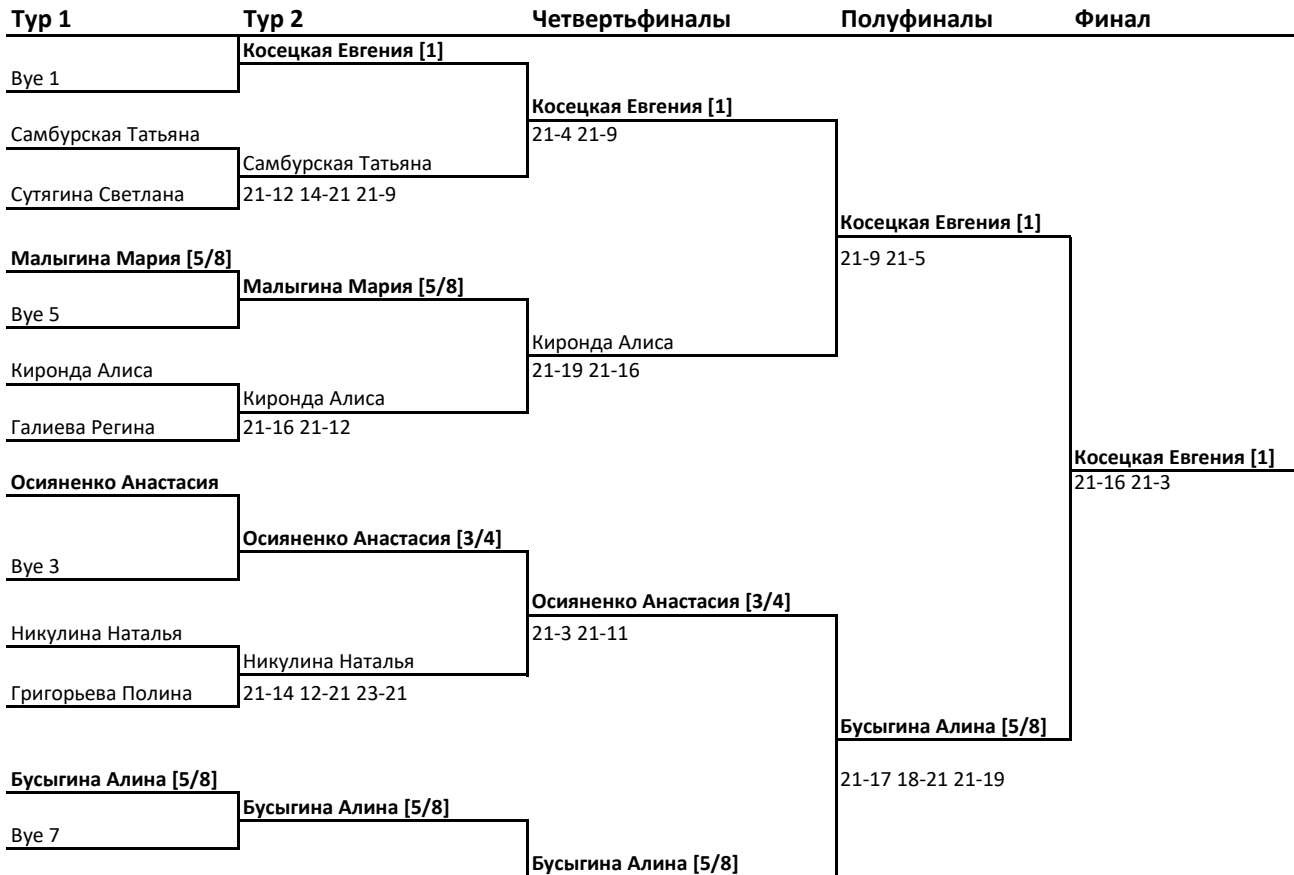 Тур 1 Тур 2 Четвертьфиналы Полуфиналы Финал
Косецкая Евгения [1]
Bye 1
Косецкая Евгения [1]
Самбурская Татьяна 21-4 21-9
Самбурская Татьяна
Сутягина Светлана 21-12 14-21 21-9
Косецкая Евгения [1]
Малыгина Мария [5/8] 21-9 21-5
Малыгина Мария [5/8]
Bye 5
Киронда Алиса
Киронда Алиса 21-19 21-16
Киронда Алиса
Галиева Регина 21-16 21-12
Косецкая Евгения [1]
Осияненко Анастасия 21-16 21-3
Осияненко Анастасия [3/4]
Bye 3
Осияненко Анастасия [3/4]
Никулина Наталья 21-3 21-11
Никулина Наталья
Григорьева Полина 21-14 12-21 23-21
Бусыгина Алина [5/8]
Бусыгина Алина [5/8] 21-17 18-21 21-19
Бусыгина Алина [5/8]
Bye 7
Бусыгина Алина [5/8]